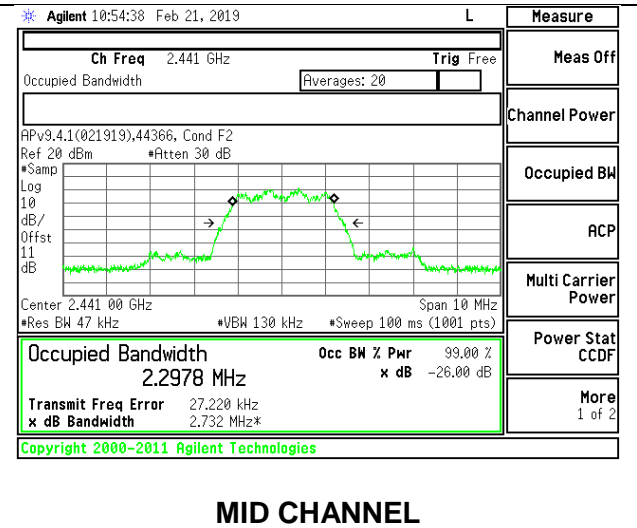 Agilent 10:54:38 Feb 21, 2019 L Measure
Ch Freq 2.441 GHz Trig Free
Meas Off
Occupied Bandwidth Averages: 20
Channel Power
APv9.4.1(021919),44366, Cond F2
Ref 20 dBm #Atten 30 dB
#Samp
Log
10
dB/
Offst
11
dB
Occupied BW
ACP
Multi Carrier
Power
Center 2.441 00 GHz Span 10 MHz
#Res BW 47 kHz #VBW 130 kHz #Sweep 100 ms (1001 pts)
Power Stat
CCDF
Occupied Bandwidth Occ BW % Pwr 99.00 %
2.2978 MHz x dB -26.00 dB
Transmit Freq Error 27.220 kHz
x dB Bandwidth 2.732 MHz*
More
1 of 2
Copyright 2000-2011 Agilent Technologies
MID CHANNEL